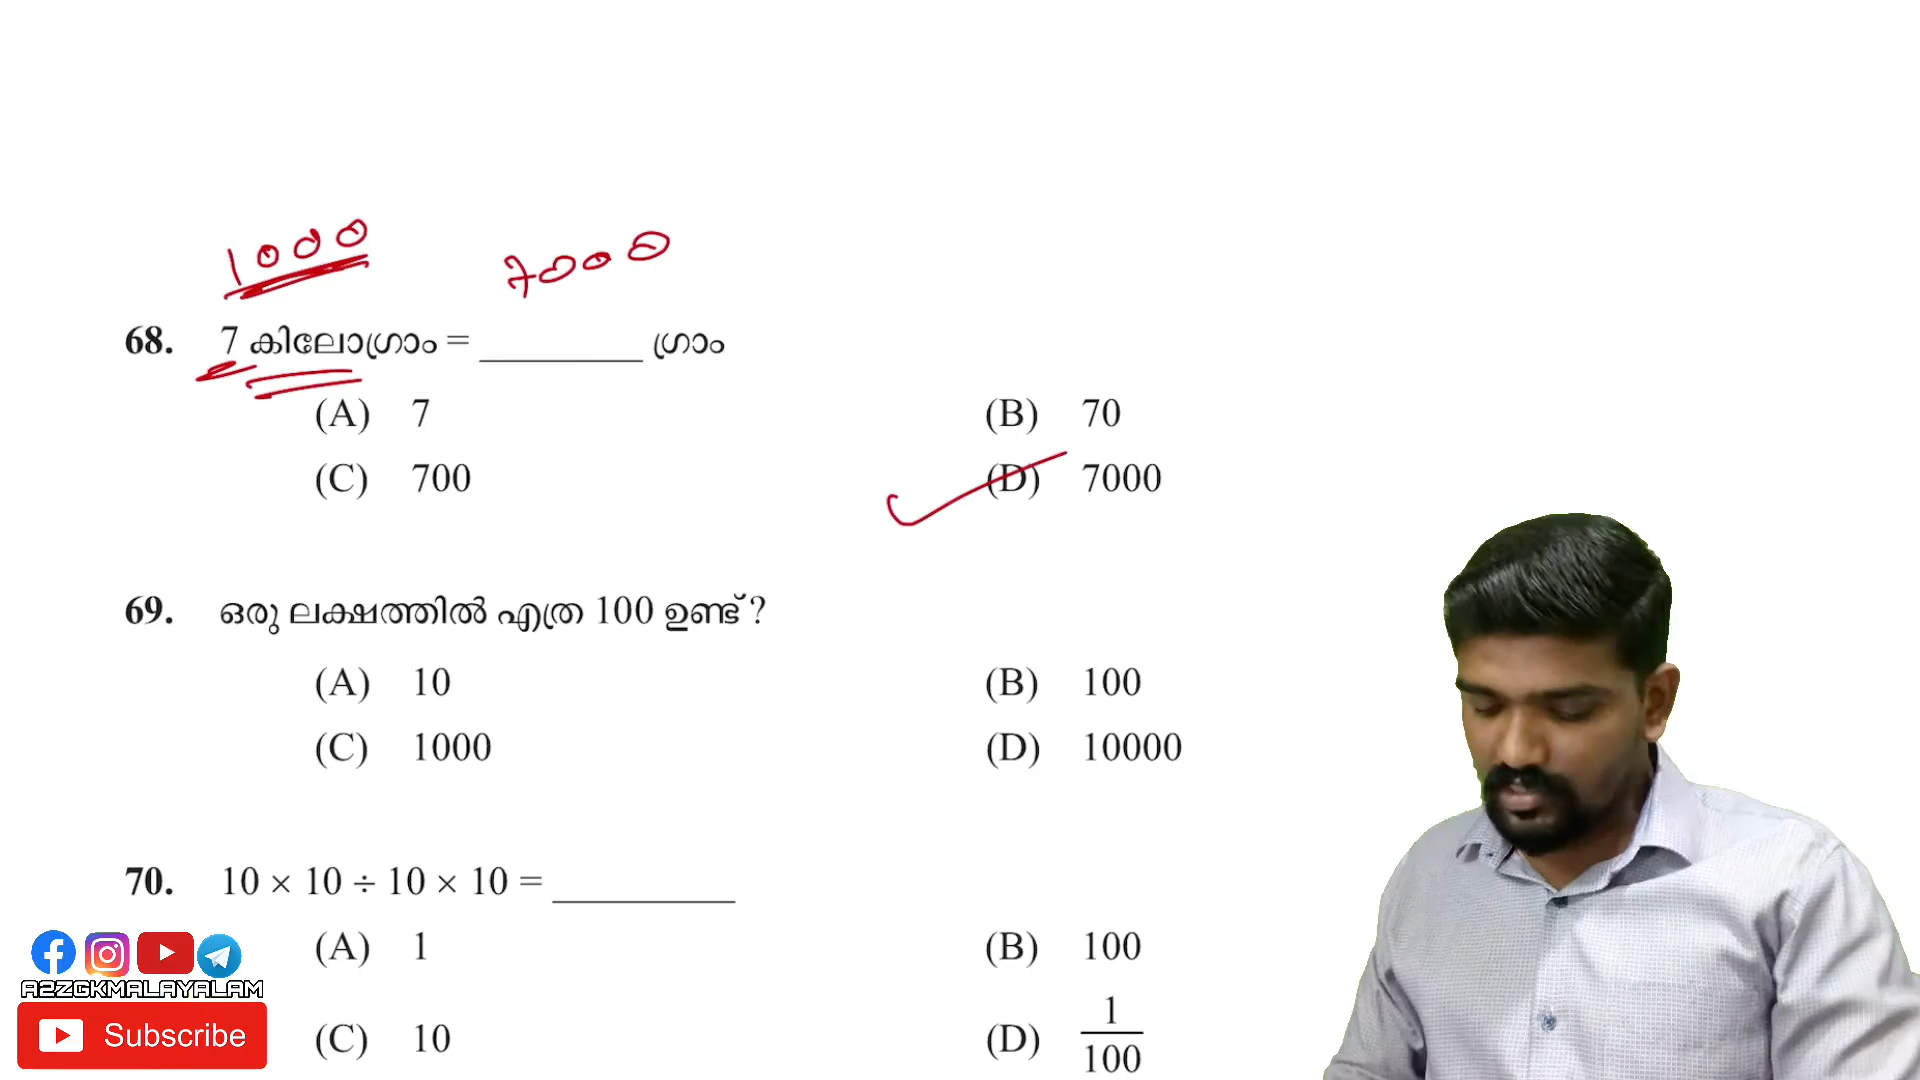 1000 7000
68. 7 കിലോഗ്രാം = ________ ഗ്രാം
(A) 7 (B) 70
(C) 700 (D) 7000
69. ഒരു ലക്ഷത്തിൽ എത്ര 100 ഉണ്ട് ?
(A) 10 (B) 100
(C) 1000 (D) 10000
70. 10 × 10 ÷ 10 × 10 = _________
(A) 1 (B) 100
(C) 10 (D) 1/100
A2ZGKMALAYALAM
Subscribe